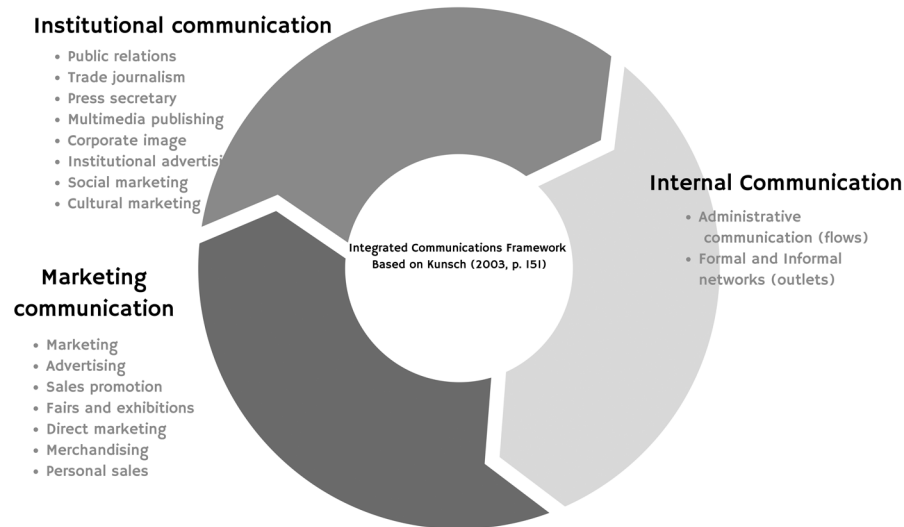 Institutional communication
• Public relations
• Trade journalism
• Press secretary
• Multimedia publishing
• Corporate image
• Institutional advertisi
• Social marketing
• Cultural marketing
Internal Communication
• Administrative
communication (flows)
• Formal and Informal
networks (outlets)
Integrated Communications Framework
Based on Kunsch (2003, p. 151)
Marketing
communication
• Marketing
• Advertising
• Sales promotion
• Fairs and exhibitions
• Direct marketing
• Merchandising
• Personal sales